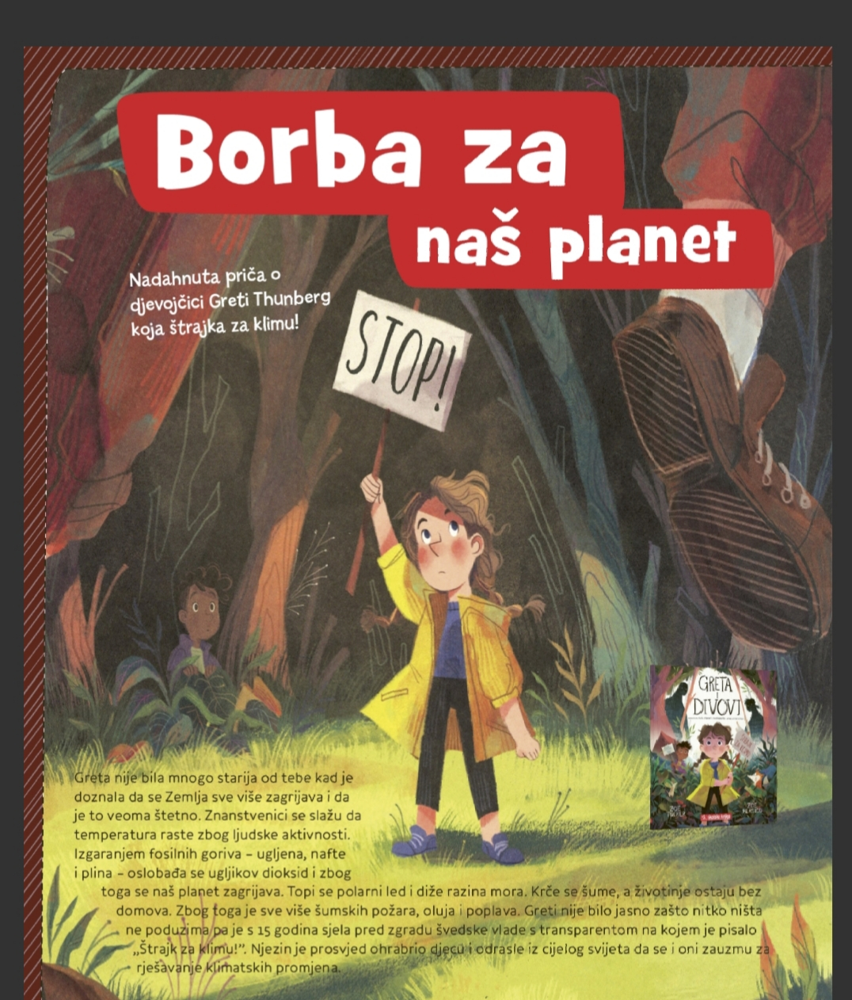 Borba za
naš planet
Nadahnuta priča o
djevojčici Greti Thunberg
koja štrajka za klimu!
STOP!
GRETA
I
DIVOVI
Greta nije bila mnogo starija od tebe kad je
doznala da se Zemlja sve više zagrijava i da
je to veoma štetno. Znanstvenici se slažu da
temperatura raste zbog ljudske aktivnosti.
Izgaranjem fosilnih goriva – ugljena, nafte
i plina – oslobađa se ugljikov dioksid i zbog
toga se naš planet zagrijava. Topi se polarni led i diže razina mora. Krče se šume, a životinje ostaju bez
domova. Zbog toga je sve više šumskih požara, oluja i poplava. Greti nije bilo jasno zašto nitko ništa
ne poduzima pa je s 15 godina sjela pred zgradu švedske vlade s transparentom na kojem je pisalo
„Štrajk za klimu!”. Njezin je prosvjed ohrabrio djecu i odrasle iz cijelog svijeta da se i oni zauzmu za
rješavanje klimatskih promjena.